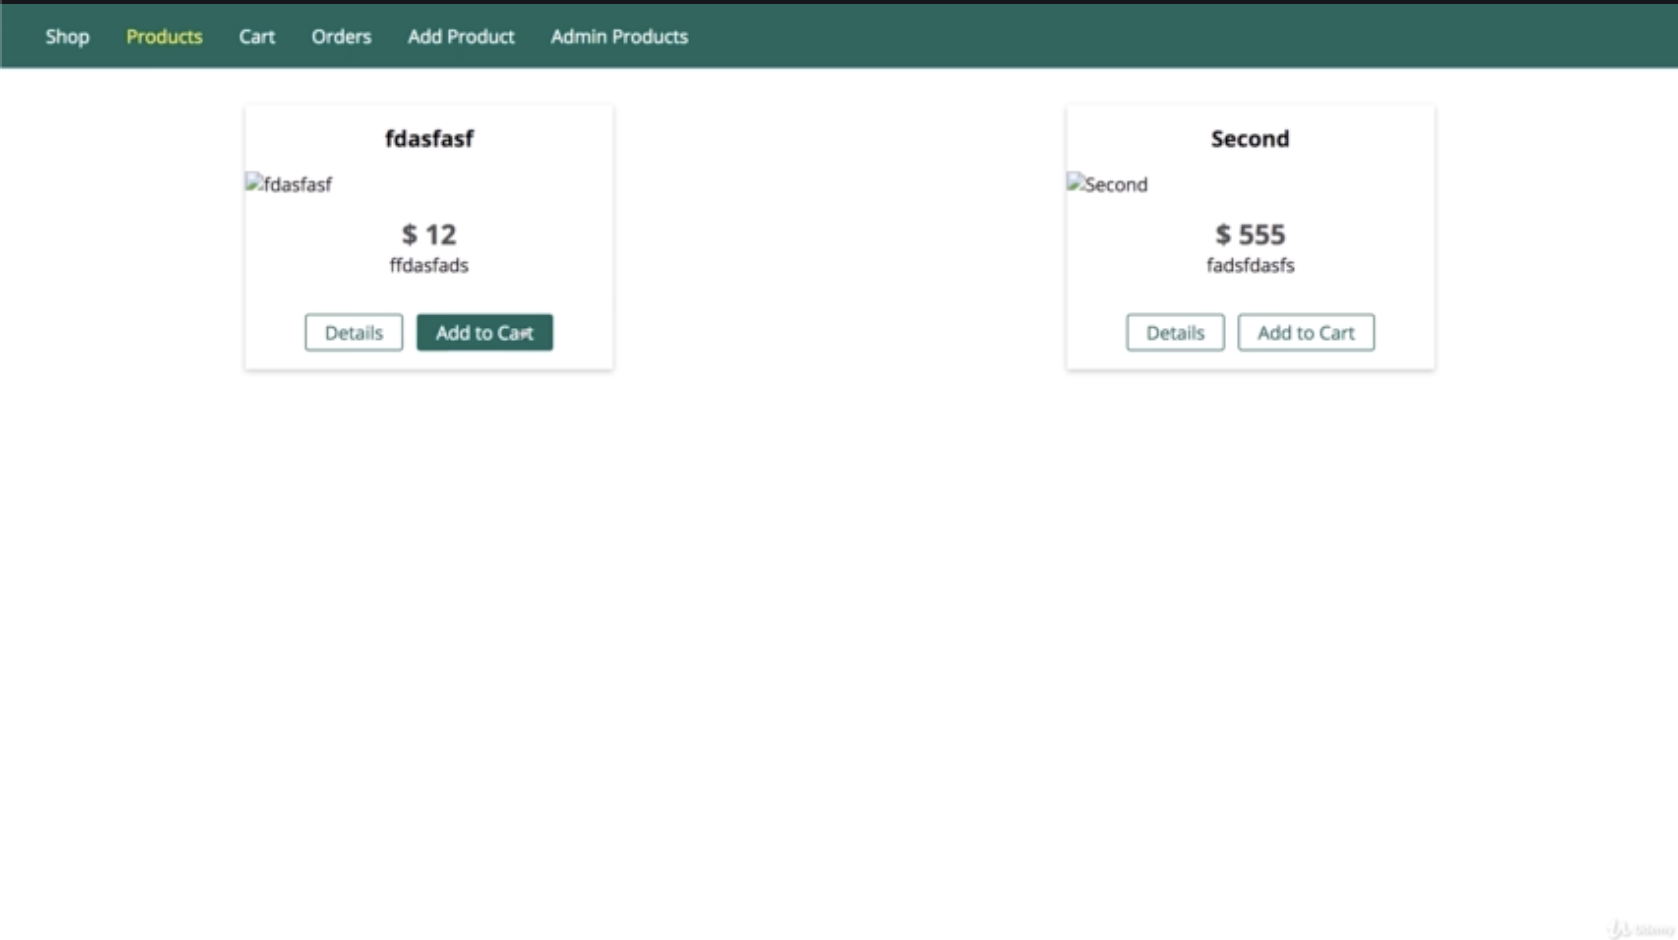 Shop Products Cart Orders Add Product Admin Products
fdasfasf
fdasfasf
$ 12
ffdasfads
Details Add to Cart
Second
Second
$ 555
fadsfdasfs
Details Add to Cart
Udemy